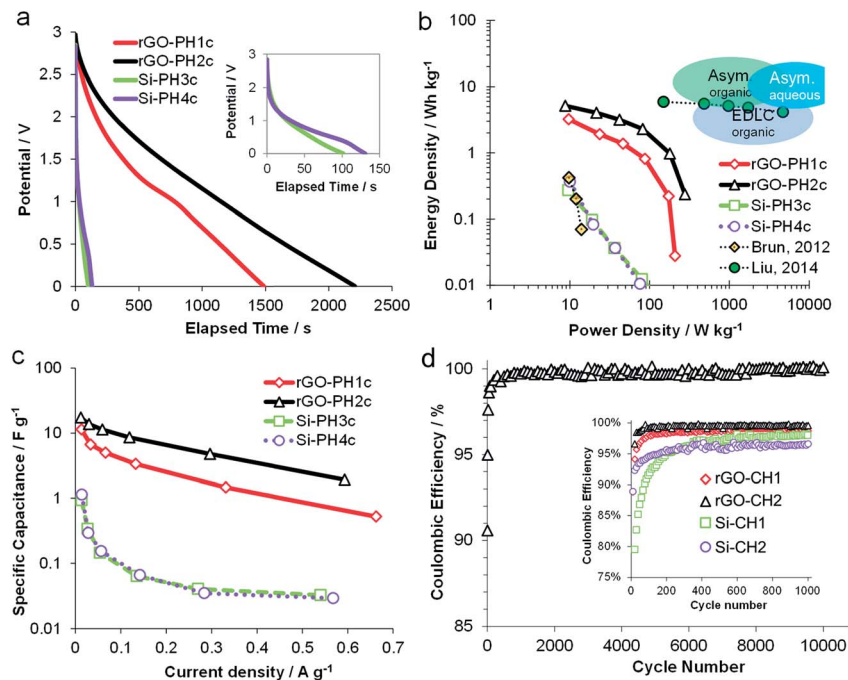 a
3
2.5
2
1.5
1
0.5
0
Potential / V
0
500
1000
1500
2000
2500
Elapsed Time / s
rGO-PH1c
rGO-PH2c
Si-PH3c
Si-PH4c
3
2
1
0
Potential / V
0
50
100
150
Elapsed Time / s
b
10
1
0.1
0.01
Energy Density / Wh kg-1
1
10
100
1000
10000
Power Density / W kg-1
Asym.
organic
Asym.
aqueous
EDLC
organic
rGO-PH1c
rGO-PH2c
Si-PH3c
Si-PH4c
Brun, 2012
Liu, 2014
c
100
10
1
0.1
0.01
Specific Capacitance / F g-1
0
0.1
0.2
0.3
0.4
0.5
0.6
0.7
Current density / A g-1
rGO-PH1c
rGO-PH2c
Si-PH3c
Si-PH4c
d
100
95
90
85
Coulombic Efficiency / %
0
2000
4000
6000
8000
10000
Cycle Number
100%
95%
90%
85%
80%
75%
Coulombic Efficiency
0
200
400
600
800
1000
Cycle number
rGO-CH1
rGO-CH2
Si-CH1
Si-CH2